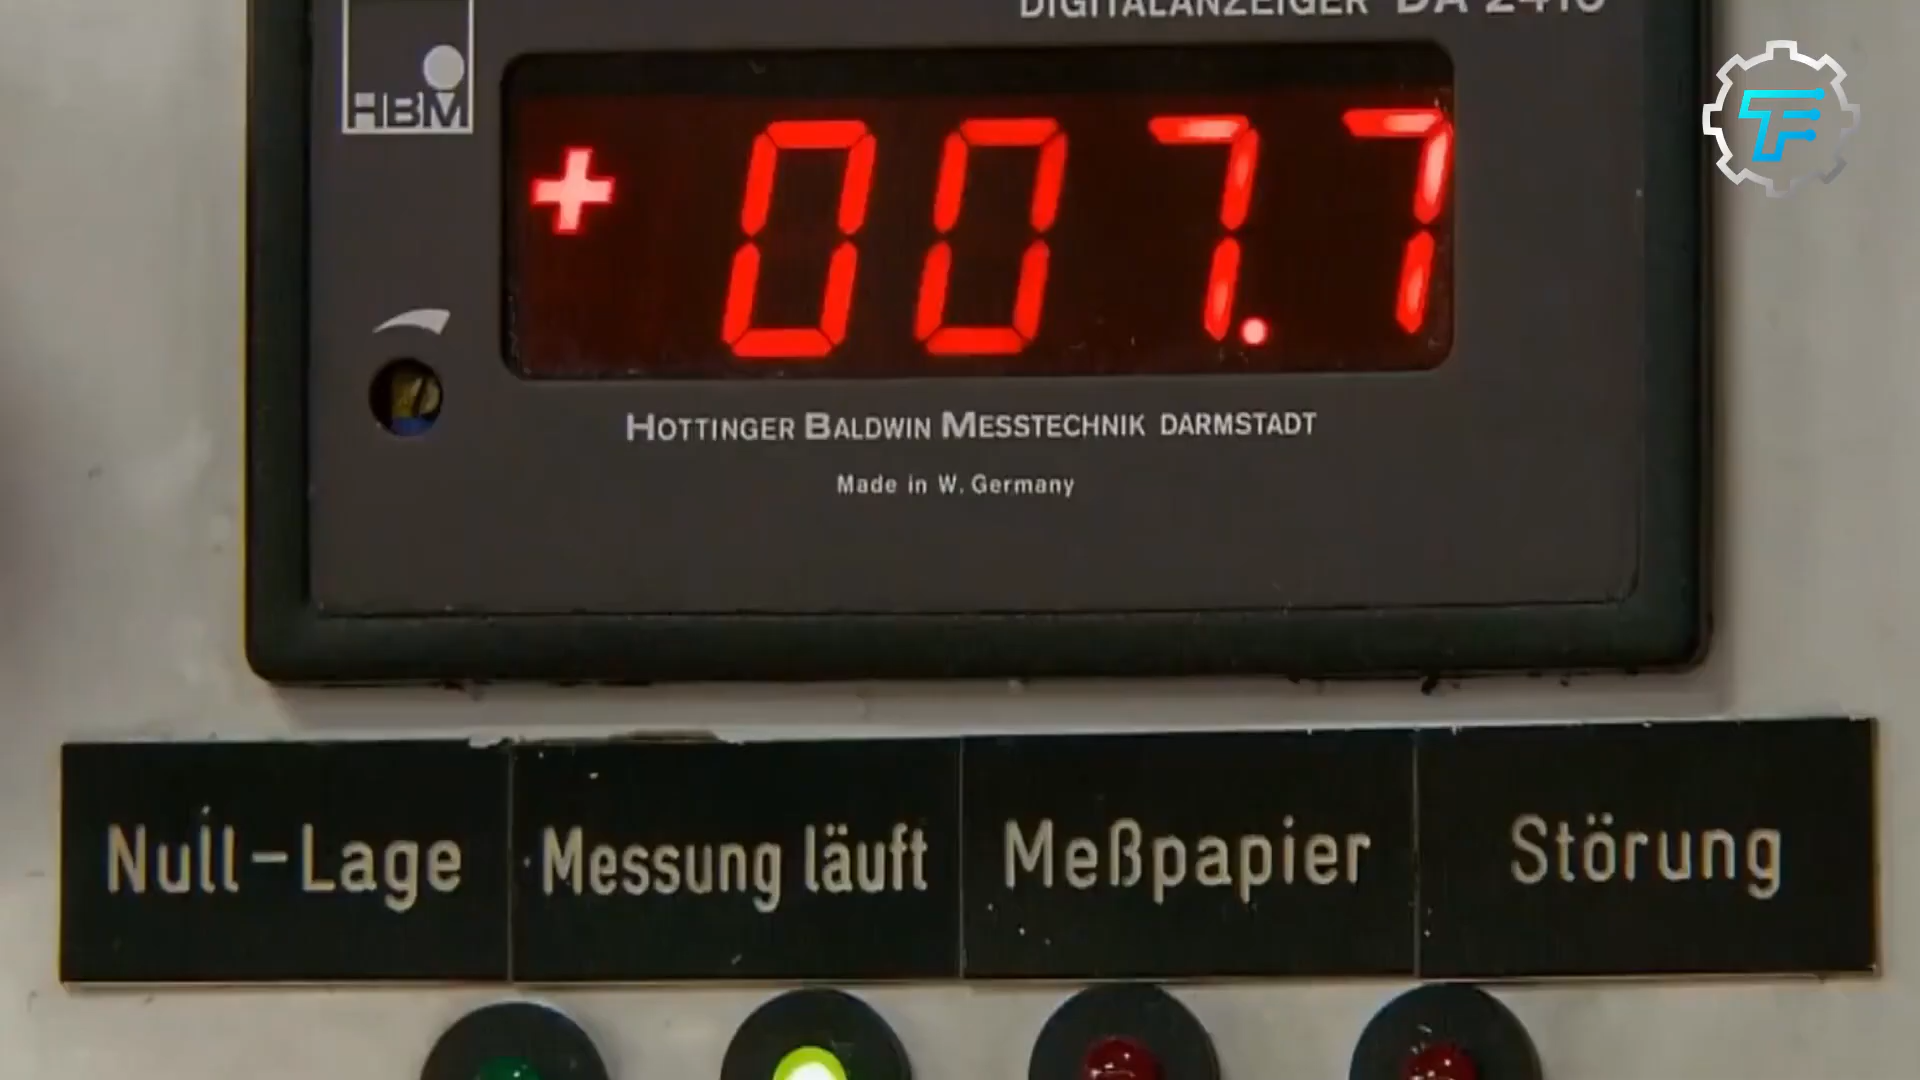 DIGITALANZEIGER DA 2410
HBM
+007.7
HOTTINGER BALDWIN MESSTECHNIK DARMSTADT
Made in W. Germany
Null-Lage
Messung läuft
Meßpapier
Störung
TF